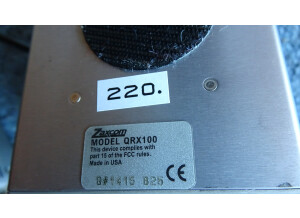 220.
Zaxcom
MODEL QRX100
This device complies with
part 15 of the FCC rules.
Made in USA
CE